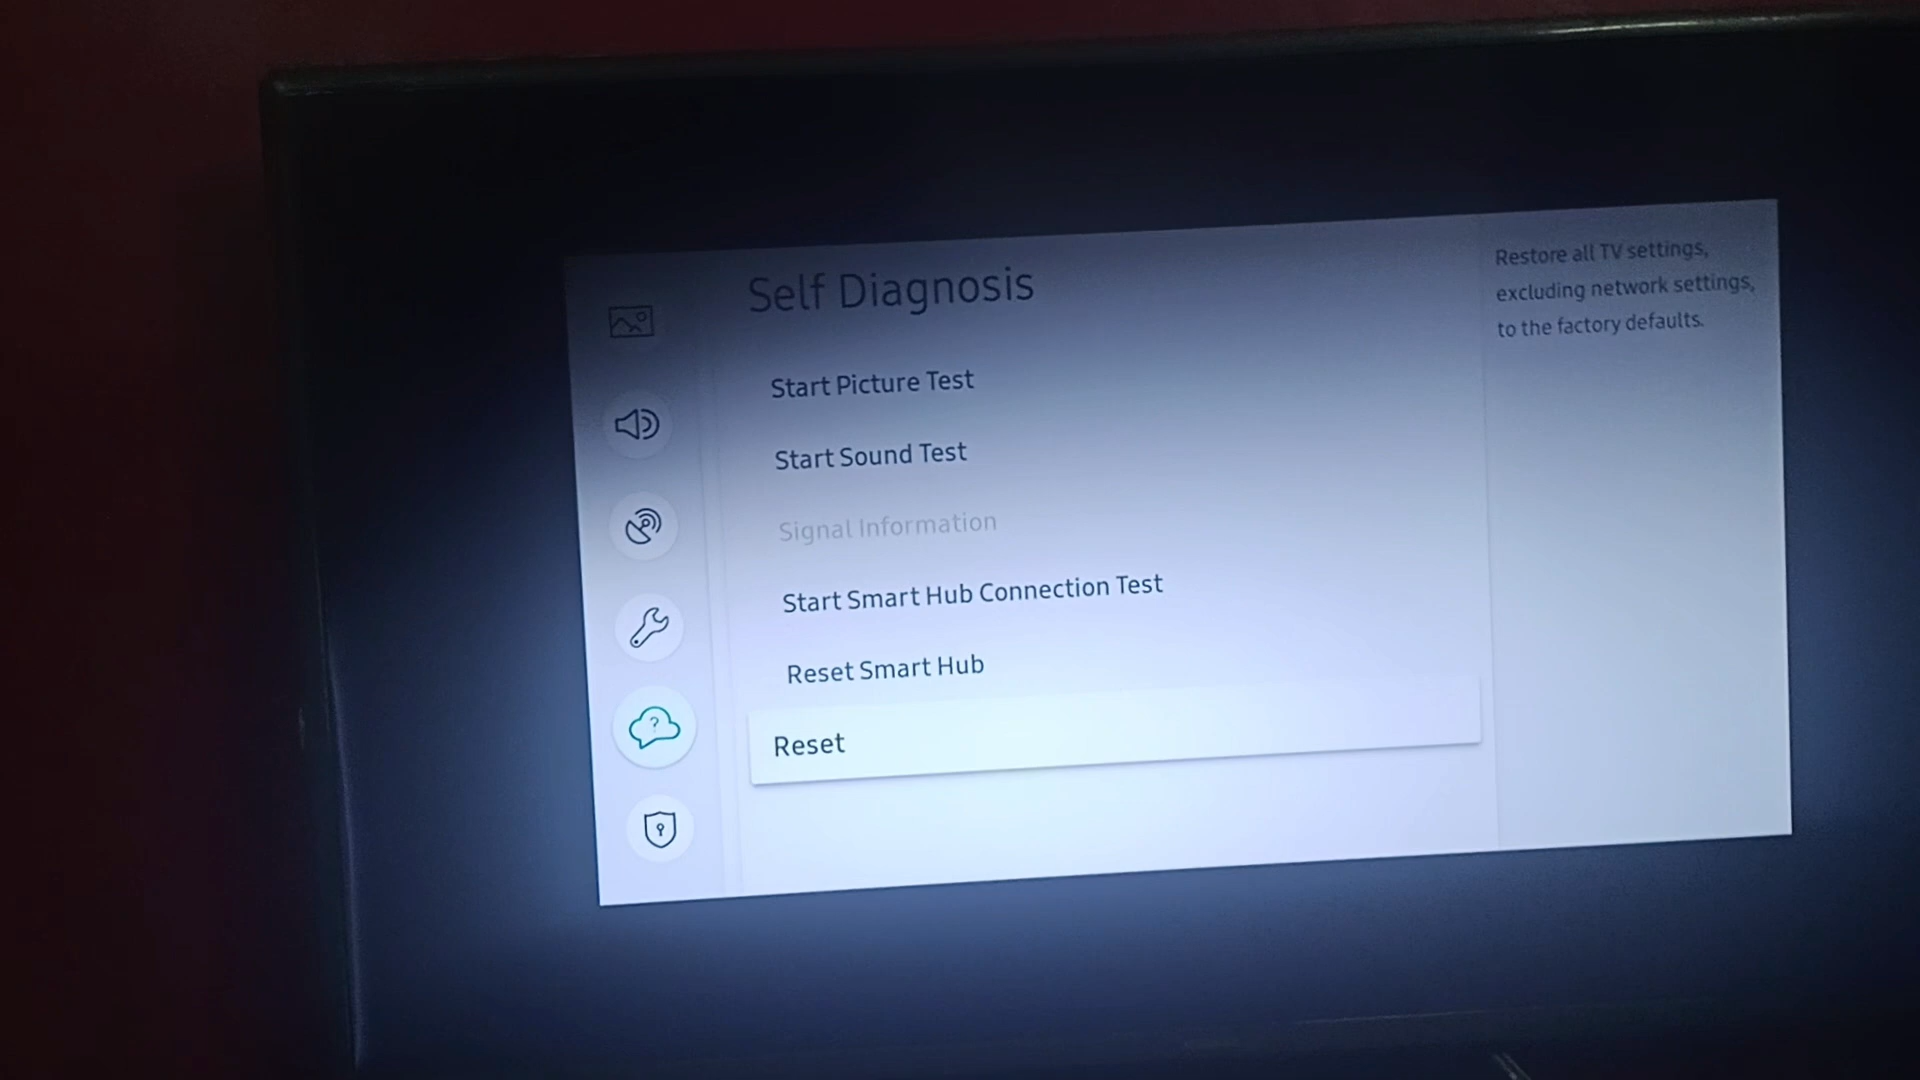 Self Diagnosis
Start Picture Test
Start Sound Test
Signal Information
Start Smart Hub Connection Test
Reset Smart Hub
Reset
Restore all TV settings,
excluding network settings,
to the factory defaults.